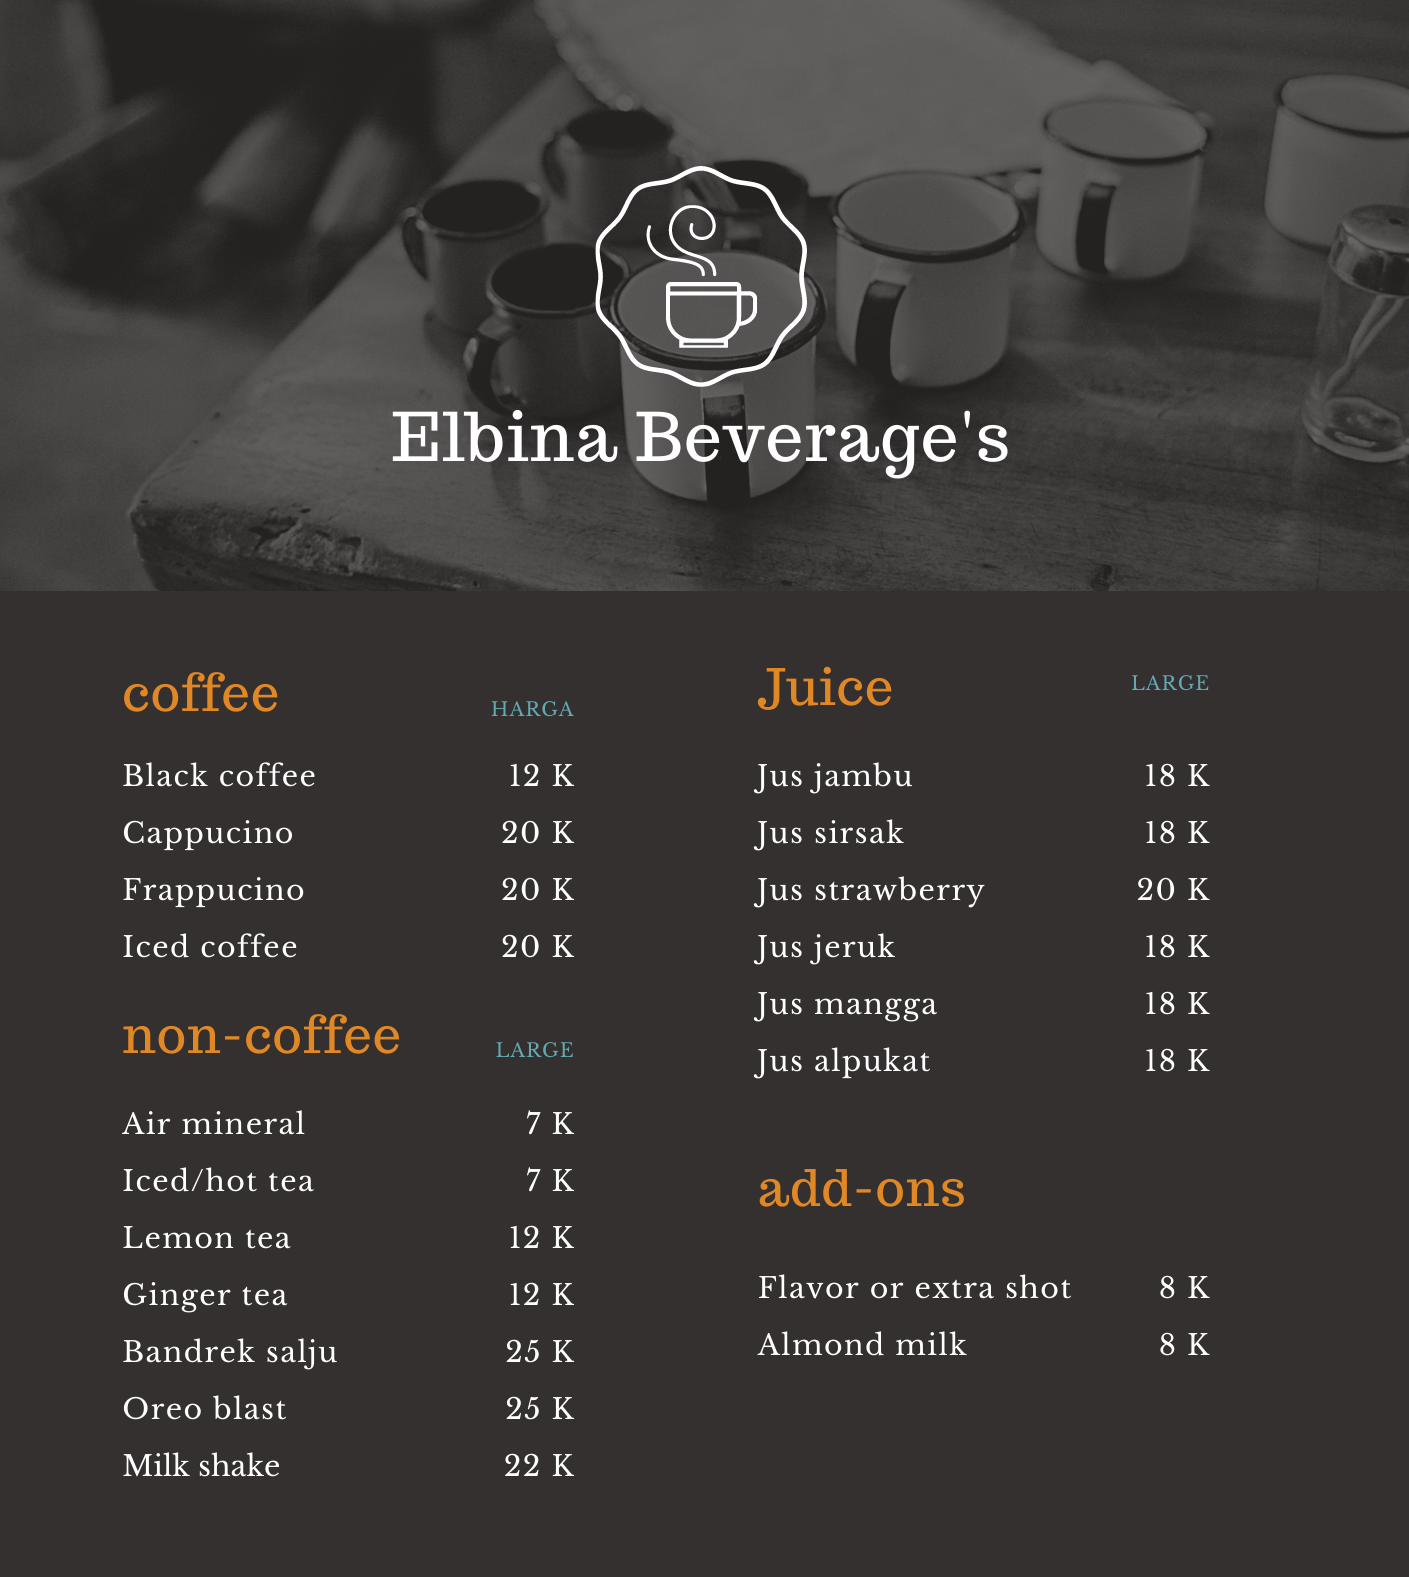 Elbina Beverage's
coffee HARGA
Black coffee 12 K
Cappucino 20 K
Frappucino 20 K
Iced coffee 20 K
non-coffee LARGE
Air mineral 7 K
Iced/hot tea 7 K
Lemon tea 12 K
Ginger tea 12 K
Bandrek salju 25 K
Oreo blast 25 K
Milk shake 22 K
Juice LARGE
Jus jambu 18 K
Jus sirsak 18 K
Jus strawberry 20 K
Jus jeruk 18 K
Jus mangga 18 K
Jus alpukat 18 K
add-ons
Flavor or extra shot 8 K
Almond milk 8 K